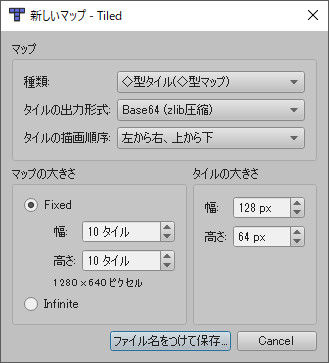 新しいマップ - Tiled
マップ
種類: ◇型タイル(◇型マップ)
タイルの出力形式: Base64 (zlib圧縮)
タイルの描画順序: 左から右、上から下
マップの大きさ
Fixed
幅: 10 タイル
高さ: 10 タイル
1280 x 640 ピクセル
Infinite
タイルの大きさ
幅: 128 px
高さ: 64 px
ファイル名をつけて保存...
Cancel